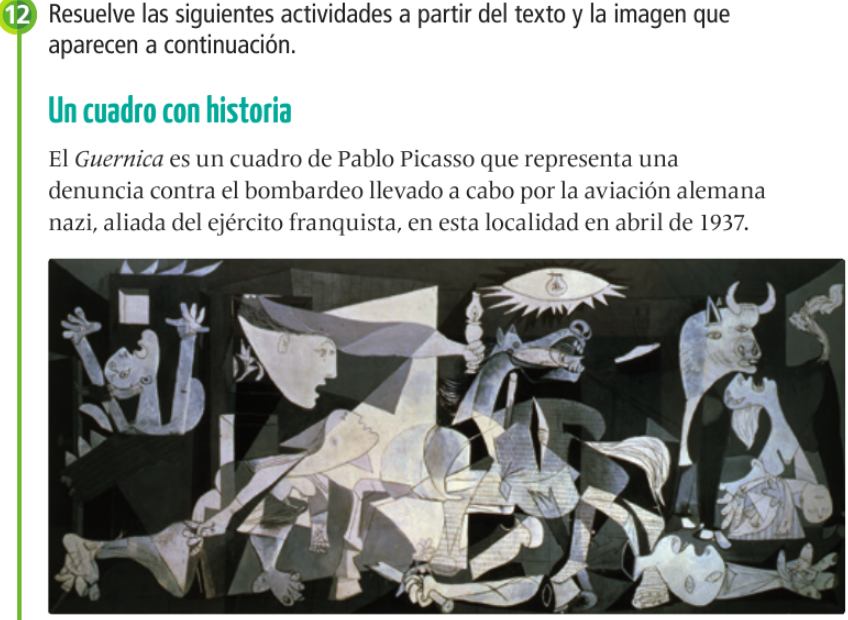 12 Resuelve las siguientes actividades a partir del texto y la imagen que
aparecen a continuación.
Un cuadro con historia
El Guernica es un cuadro de Pablo Picasso que representa una
denuncia contra el bombardeo llevado a cabo por la aviación alemana
nazi, aliada del ejército franquista, en esta localidad en abril de 1937.